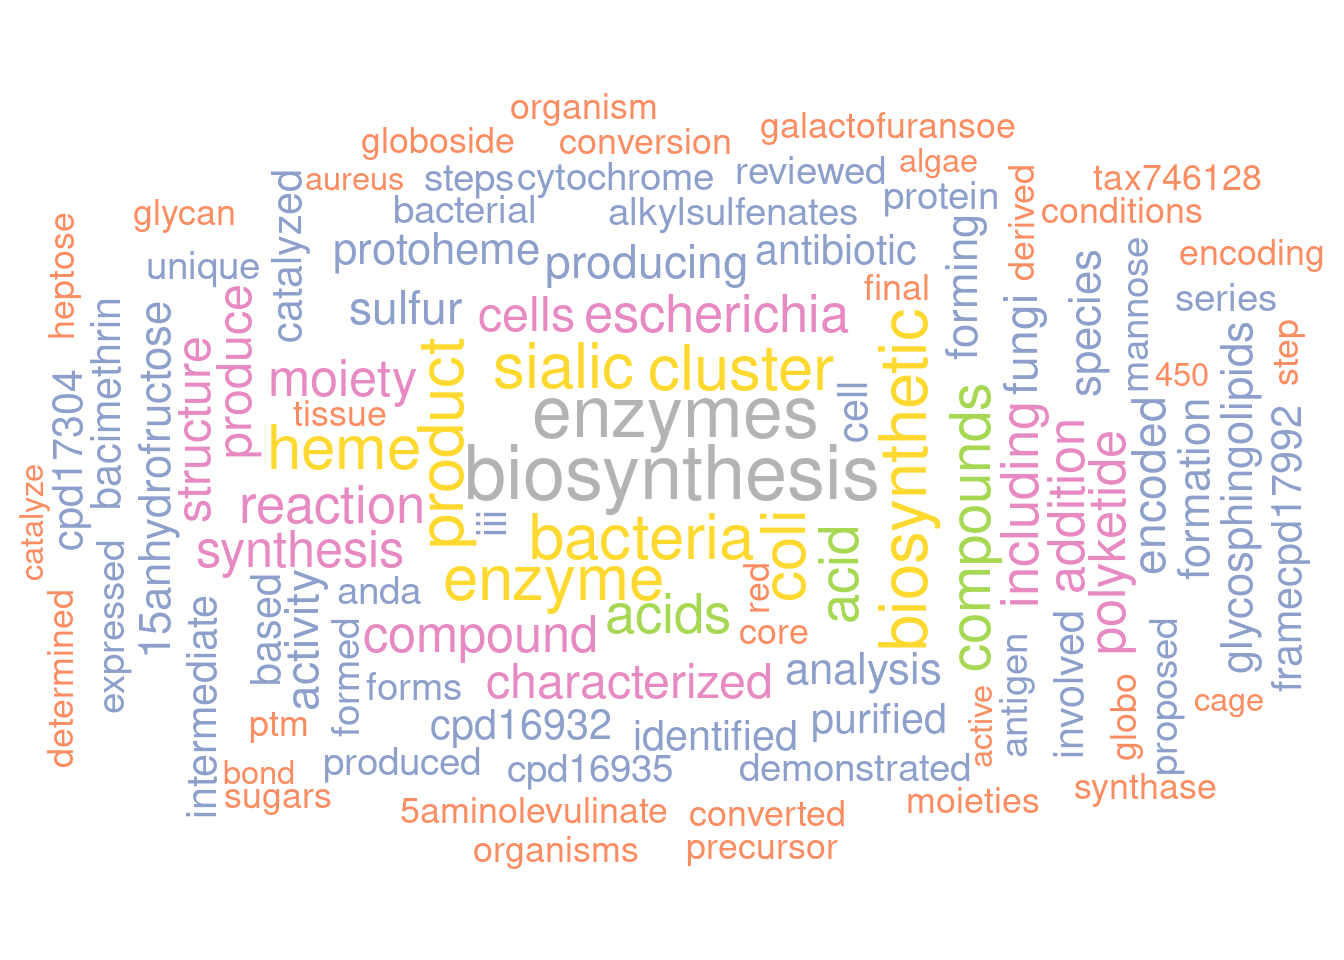 organism
galactofuransoe
globoside
conversion
aureus
steps
cytochrome
reviewed
algae
tax746128
glycan
bacterial
alkylsulfenates
protein
conditions
heptose
unique
catalyzed
protoheme
producing
antibiotic
forming
derived
encoding
sulfur
cells
escherichia
final
fungi
species
mannose
series
bacimethrin
15anhydrofructose
structure
produce
moiety
product
sialic
cluster
biosynthetic
450
step
cpd17304
tissue
heme
enzymes
cell
compounds
including
addition
polyketide
encoded
formation
glycosphingolipids
framecpd17992
catalyze
reaction
biosynthesis
iii
synthesis
bacteria
coli
acid
expressed
based
activity
anda
enzyme
red
determined
intermediate
formed
compound
acids
core
forms
characterized
analysis
active
antigen
involved
globo
proposed
cage
ptm
cpd16932
identified
purified
bond
produced
cpd16935
demonstrated
sugars
5aminolevulinate
converted
moieties
synthase
organisms
precursor